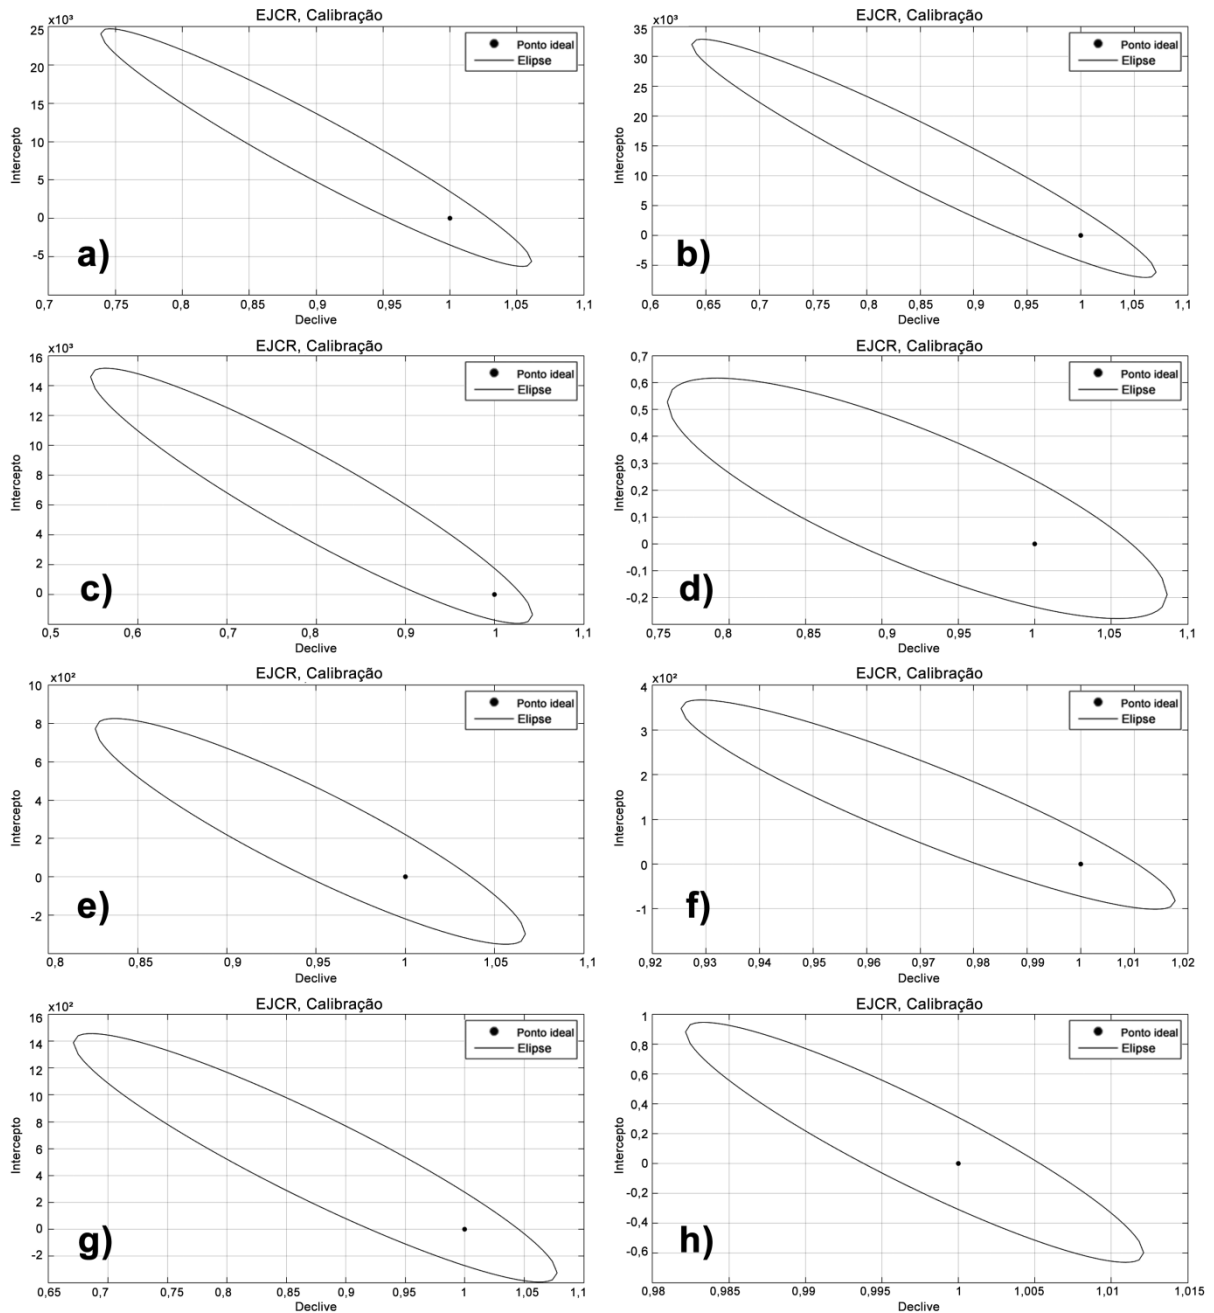 EJCR, Calibração
x10³
25
20
15
10
5
0
-5
Intercepto
Ponto ideal
Elipse
a)
0,7 0,75 0,8 0,85 0,9 0,95 1 1,05 1,1
Declive
EJCR, Calibração
x10³
35
30
25
20
15
10
5
0
-5
Intercepto
Ponto ideal
Elipse
b)
0,6 0,65 0,7 0,75 0,8 0,85 0,9 0,95 1 1,05 1,1
Declive
EJCR, Calibração
x10³
16
14
12
10
8
6
4
2
0
Intercepto
Ponto ideal
Elipse
c)
0,5 0,6 0,7 0,8 0,9 1 1,1
Declive
EJCR, Calibração
0,7
0,6
0,5
0,4
0,3
0,2
0,1
0
-0,1
-0,2
Intercepto
Ponto ideal
Elipse
d)
0,75 0,8 0,85 0,9 0,95 1 1,05 1,1
Declive
EJCR, Calibração
x10²
10
8
6
4
2
0
-2
Intercepto
Ponto ideal
Elipse
e)
0,8 0,85 0,9 0,95 1 1,05 1,1
Declive
EJCR, Calibração
x10²
4
3
2
1
0
-1
Intercepto
Ponto ideal
Elipse
f)
0,92 0,93 0,94 0,95 0,96 0,97 0,98 0,99 1 1,01 1,02
Declive
EJCR, Calibração
x10²
16
14
12
10
8
6
4
2
0
-2
Intercepto
Ponto ideal
Elipse
g)
0,65 0,7 0,75 0,8 0,85 0,9 0,95 1 1,05 1,1
Declive
EJCR, Calibração
1
0,8
0,6
0,4
0,2
0
-0,2
-0,4
-0,6
Intercepto
Ponto ideal
Elipse
h)
0,98 0,985 0,99 0,995 1 1,005 1,01 1,015
Declive